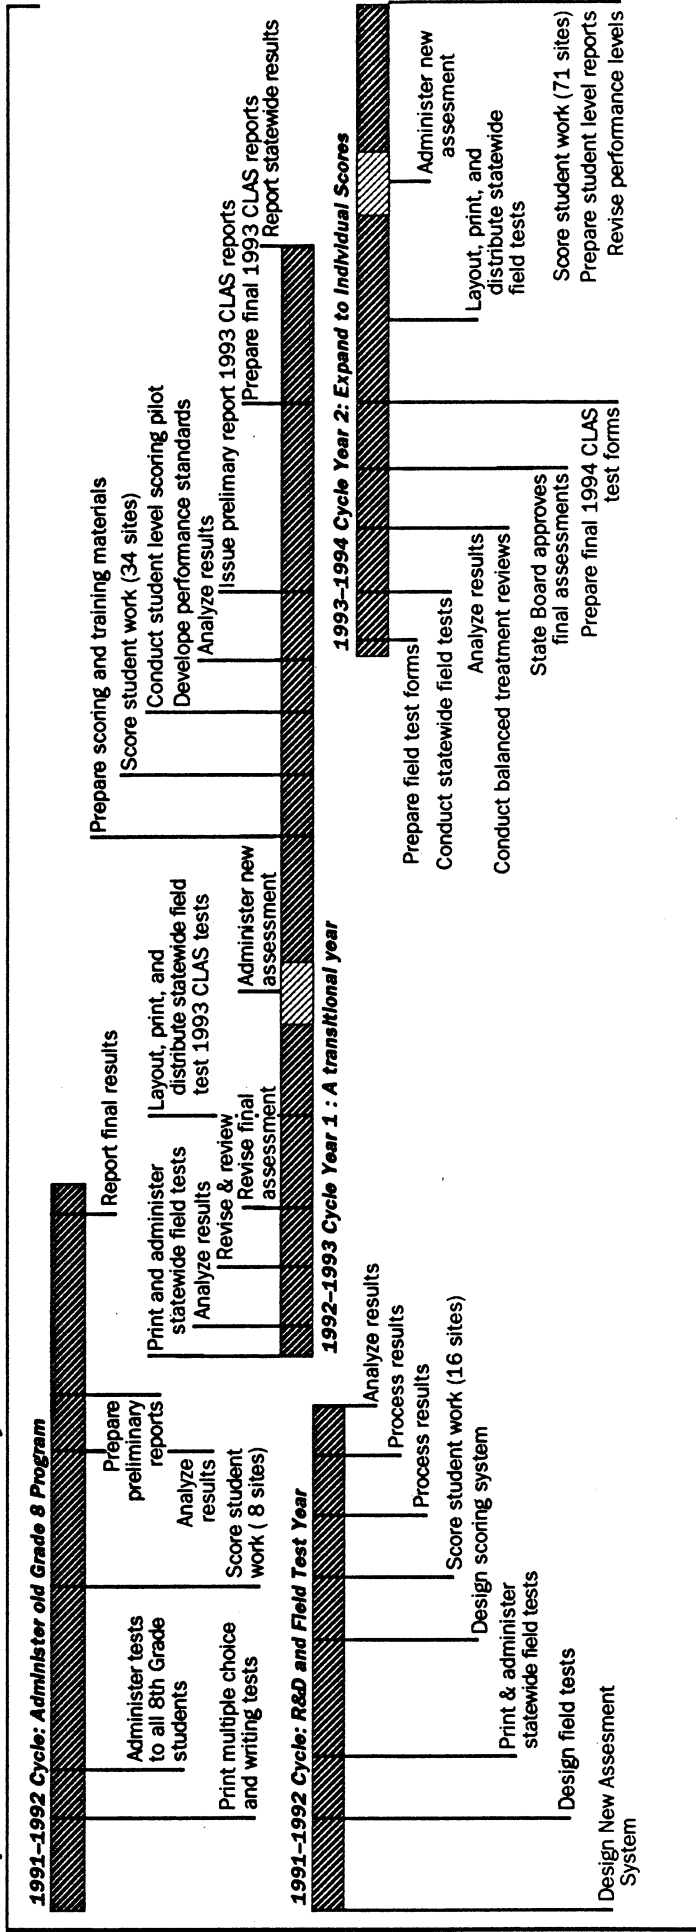 1991–1992 Cycle: Administer old Grade 8 Program
Print multiple choice
and writing tests
Administer tests
to all 8th Grade
students
Score student
work ( 8 sites)
Analyze
results
Prepare
preliminary
reports
Report final results
1991–1992 Cycle: R&D and Field Test Year
Design New Assesment
System
Design field tests
Print & administer
statewide field tests
Design scoring system
Score student work (16 sites)
Process results
Process results
Analyze results
1992–1993 Cycle Year 1 : A transitional year
Print and administer
statewide field tests
Analyze results
Revise & review
Revise final
assessment
Layout, print, and
distribute statewide field
test 1993 CLAS tests
Administer new
assessment
Prepare scoring and training materials
Score student work (34 sites)
Conduct student level scoring pilot
Develope performance standards
Analyze results
Issue prelimary report 1993 CLAS reports
Prepare final 1993 CLAS reports
Report statewide results
1993–1994 Cycle Year 2: Expand to Individual Scores
Prepare field test forms
Conduct statewide field tests
Analyze results
Conduct balanced treatment reviews
State Board approves
final assessments
Prepare final 1994 CLAS
test forms
Layout, print, and
distribute statewide
field tests
Administer new
assesment
Score student work (71 sites)
Prepare student level reports
Revise performance levels